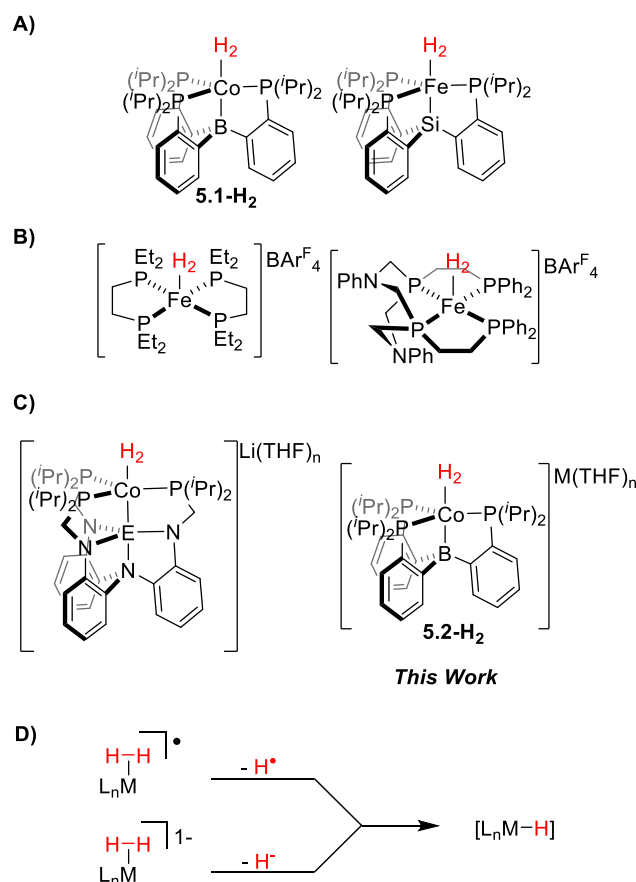 A)
H₂ H₂
(ⁱPr)₂P Co P(ⁱPr)₂ (ⁱPr)₂P Fe P(ⁱPr)₂
(ⁱPr)₂P (ⁱPr)₂P
B Si
5.1-H₂
B)
Et₂ H₂ Et₂ BArF₄ H₂ BArF₄
P P PhN P PPh₂
Fe Fe
P P P PPh₂
Et₂ Et₂ NPh
C)
H₂ Li(THF)n H₂ M(THF)n
(ⁱPr)₂P Co P(ⁱPr)₂ (ⁱPr)₂P Co P(ⁱPr)₂
(ⁱPr)₂P (ⁱPr)₂P
N E N B
N
N
5.2-H₂
This Work
D)
H–H •
LnM - H•
[LnM–H]
H–H 1-
LnM - H-